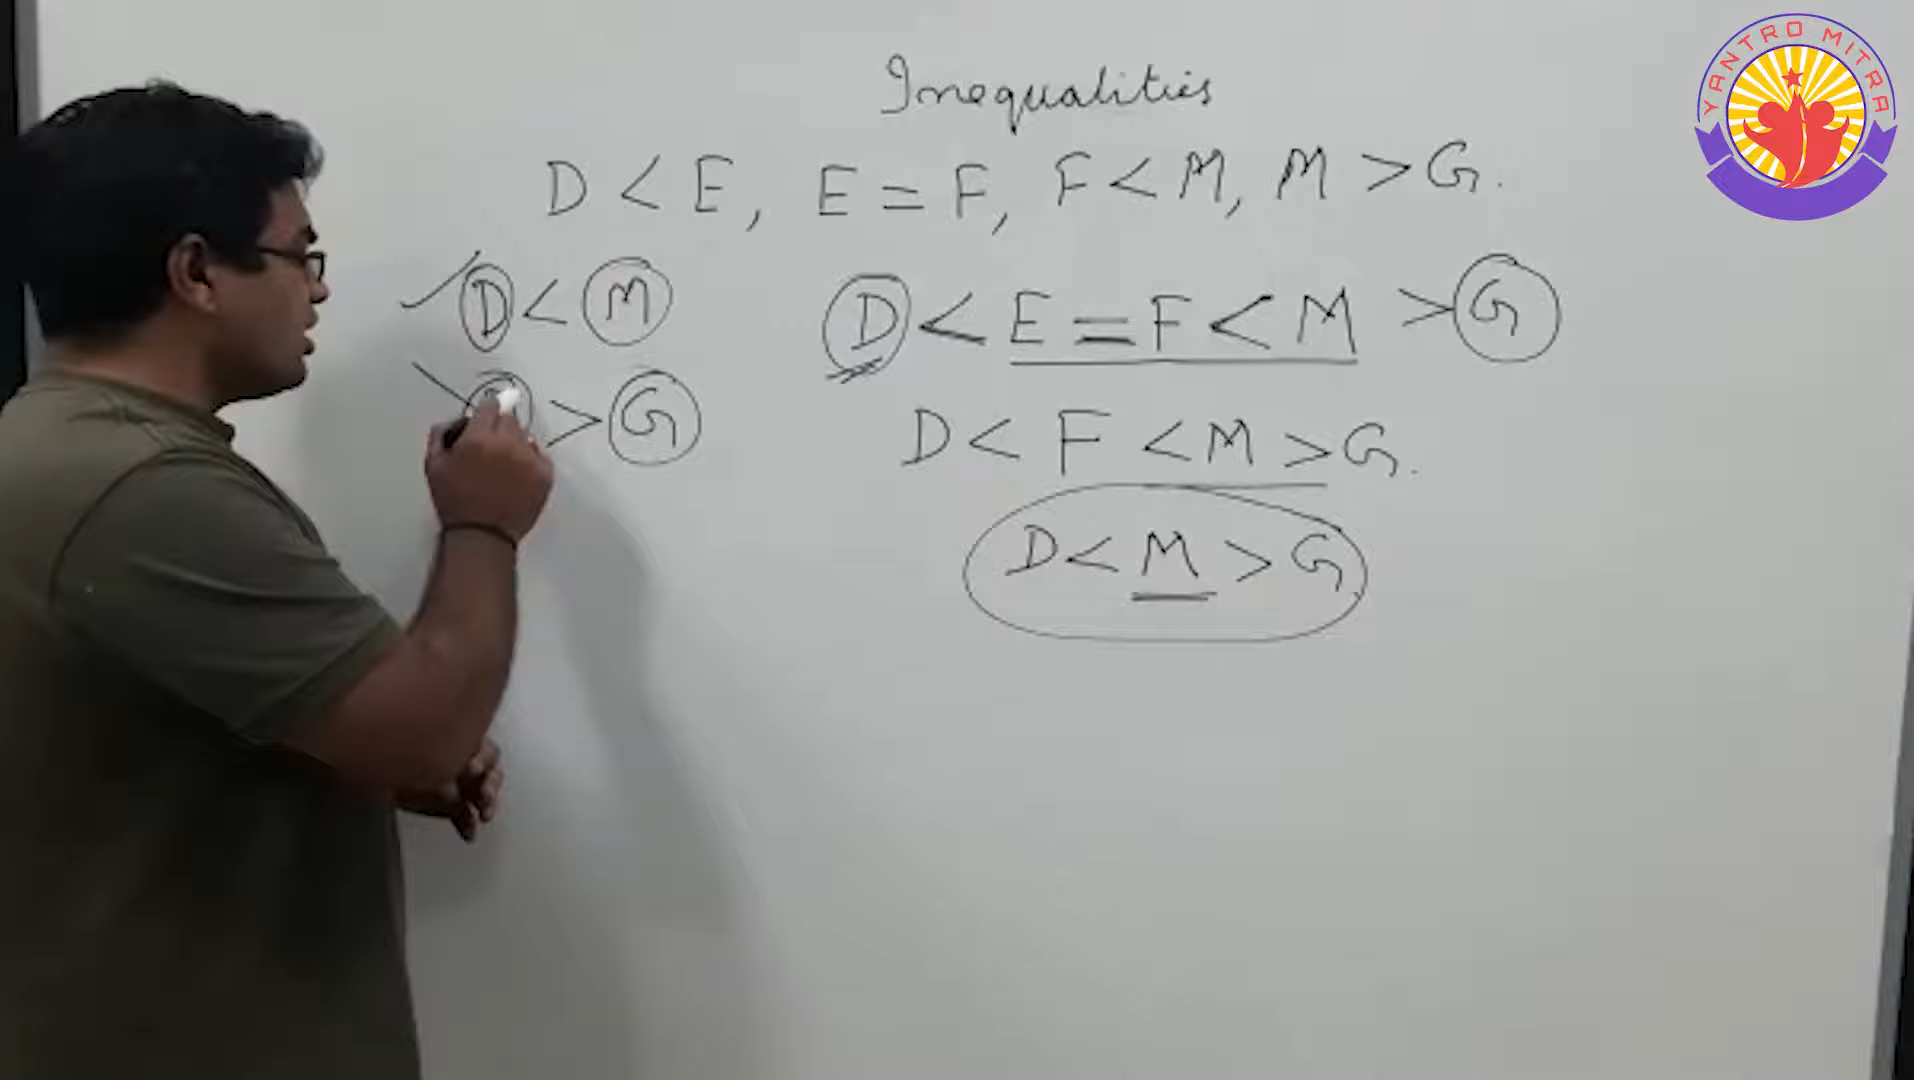 Inequalities
D < E, E = F, F < M, M > G.
D < M
D < E = F < M > G
> G
D < F < M > G.
D < M > G
YANTRO MITRA